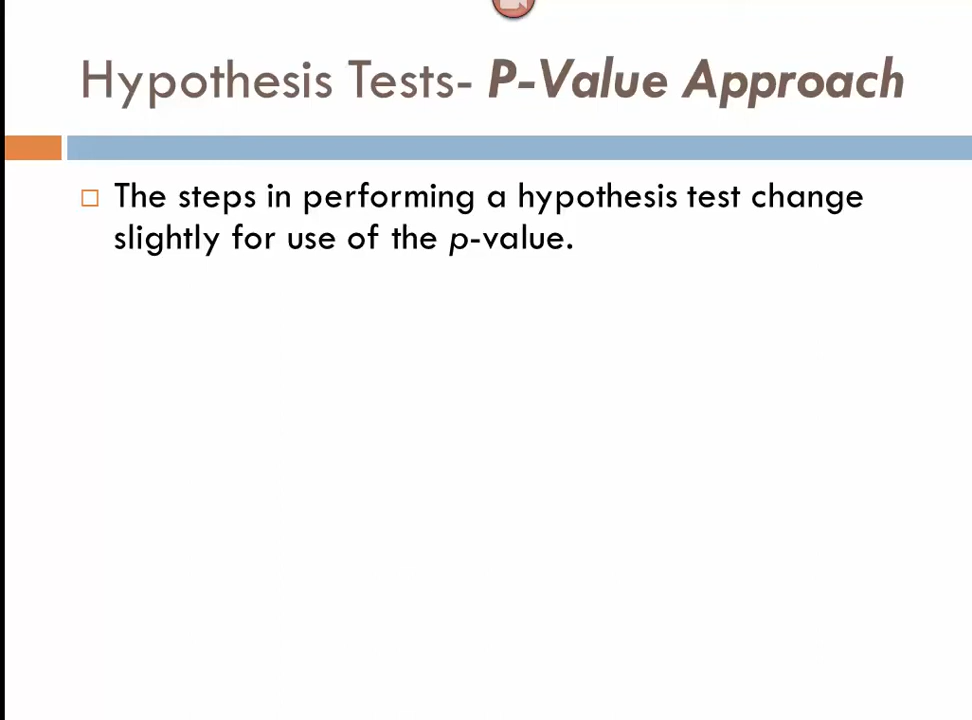 Hypothesis Tests- P-Value Approach
The steps in performing a hypothesis test change
slightly for use of the p-value.